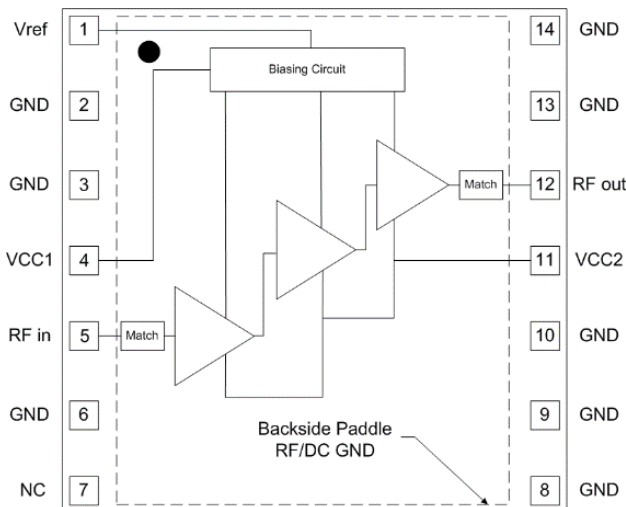 Vref 1
14 GND
Biasing Circuit
GND 2
13 GND
GND 3
Match
12 RF out
VCC1 4
11 VCC2
RF in 5
Match
10 GND
GND 6
Backside Paddle
RF/DC GND
9 GND
NC 7
8 GND